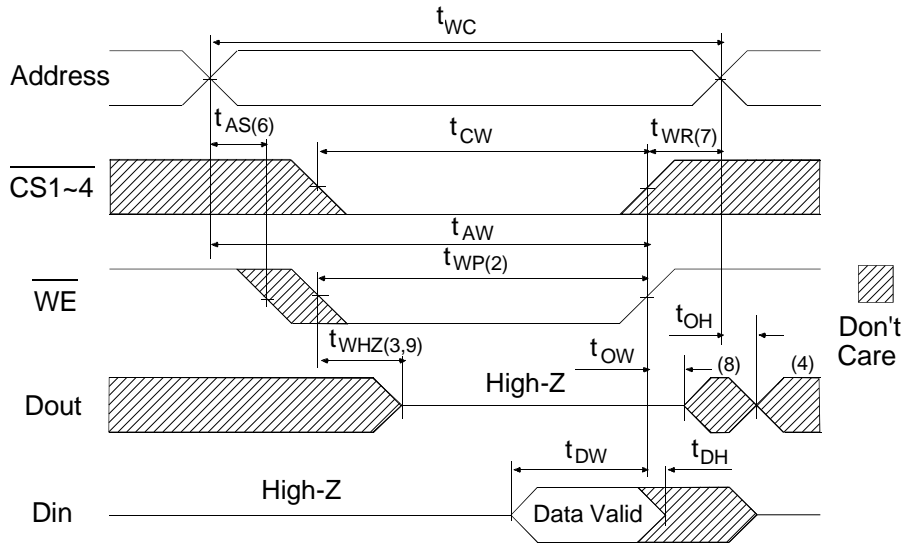 tWC
Address
tAS(6)
tCW
tWR(7)
CS1~4
tAW
tWP(2)
WE
tOH
Don't
Care
tWHZ(3,9)
tOW
(8)
(4)
High-Z
Dout
tDW
tDH
High-Z
Din
Data Valid